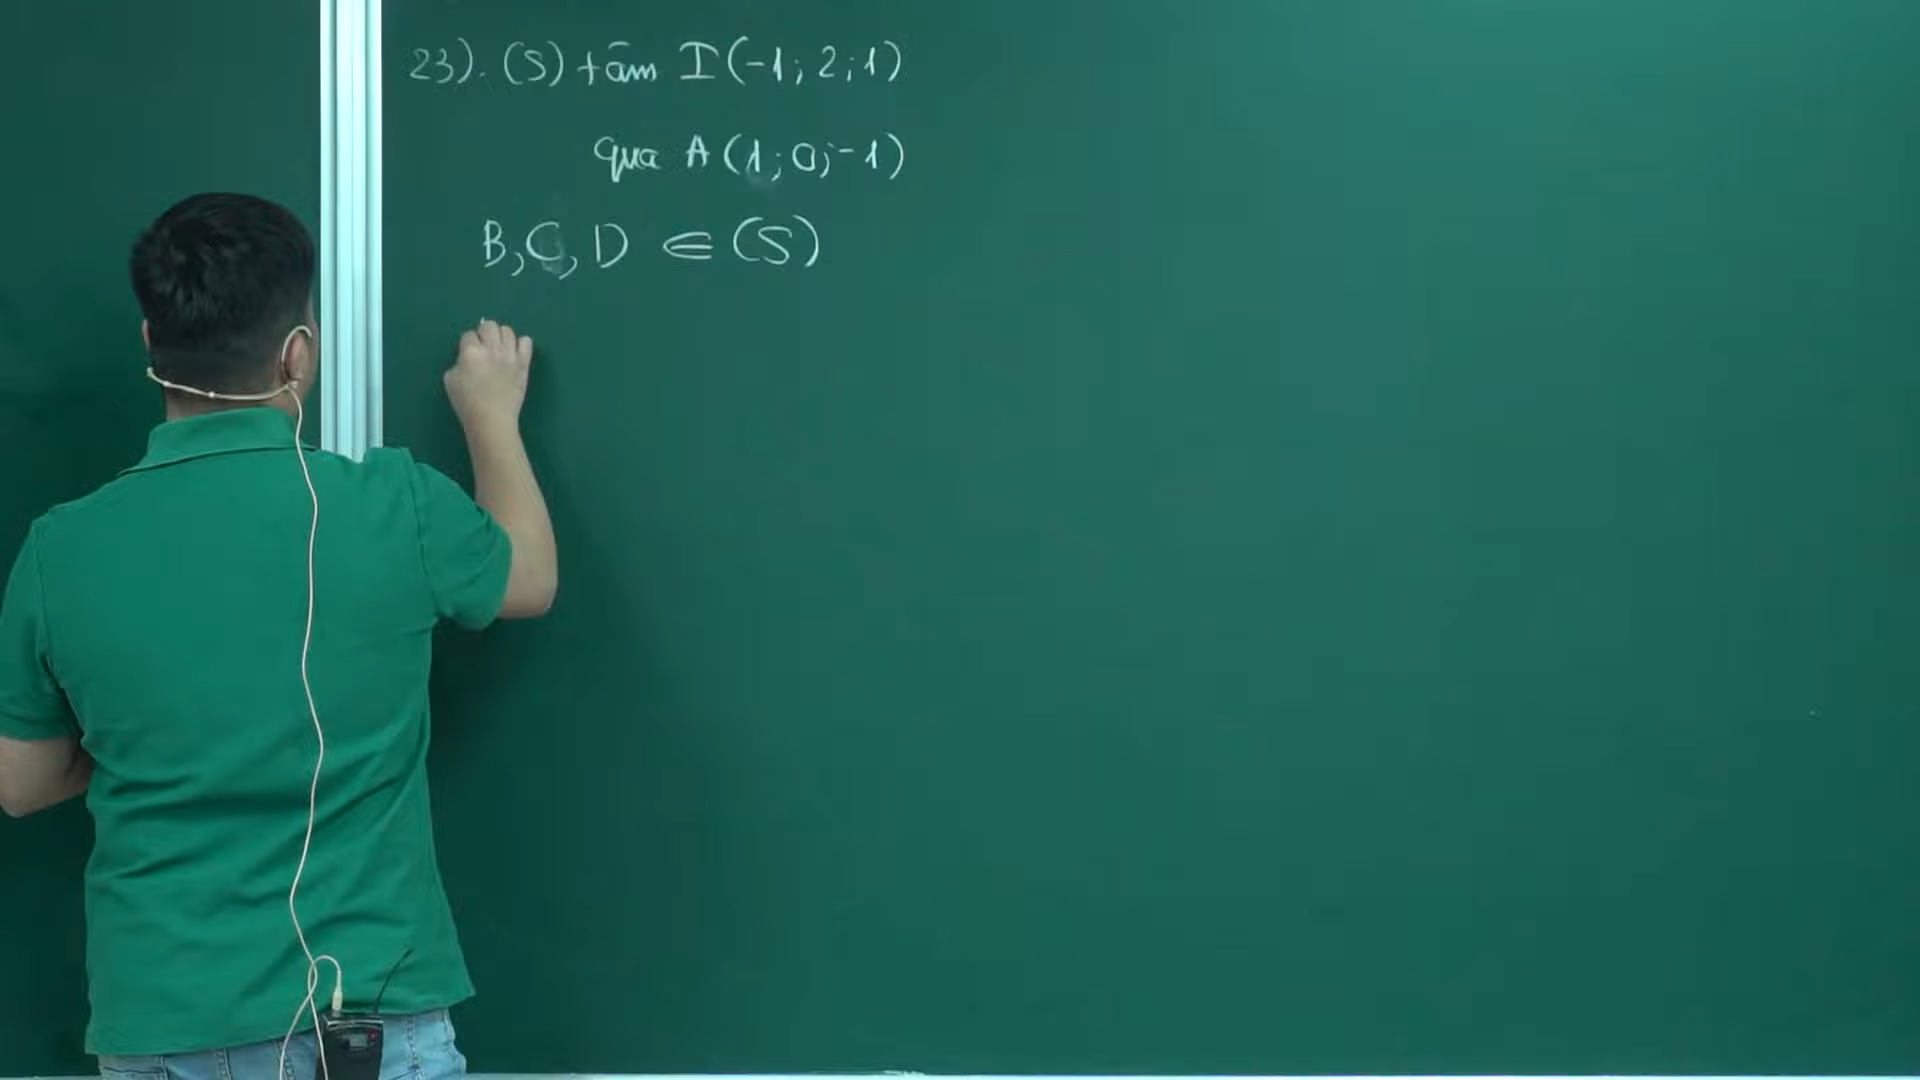 23). (S) tâm I(-1; 2; 1)
qua A(1; 0; -1)
B, C, D ∈ (S)